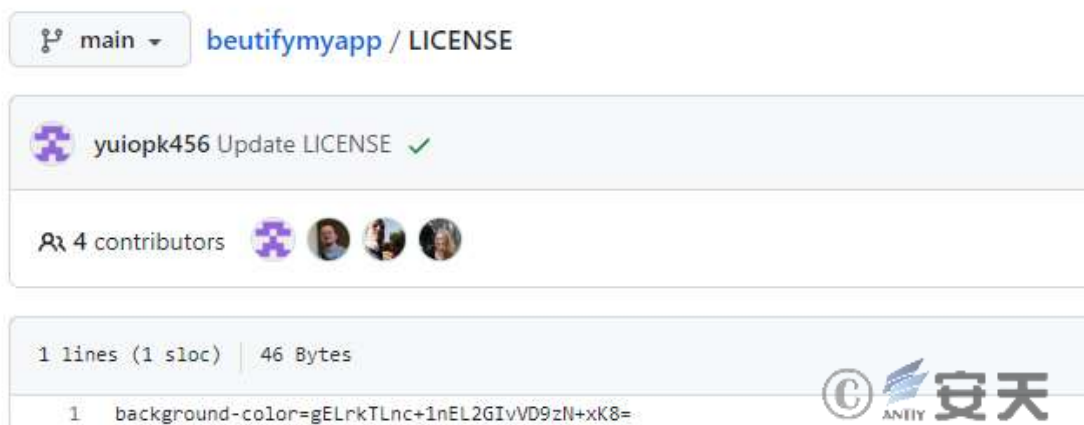 main
beutifymyapp / LICENSE
yuiopk456 Update LICENSE
4 contributors
1 lines (1 sloc) 46 Bytes
1 background-color=gELrkTLnc+1nEL2GIvVD9zN+xK8=
© ANTIY 安天